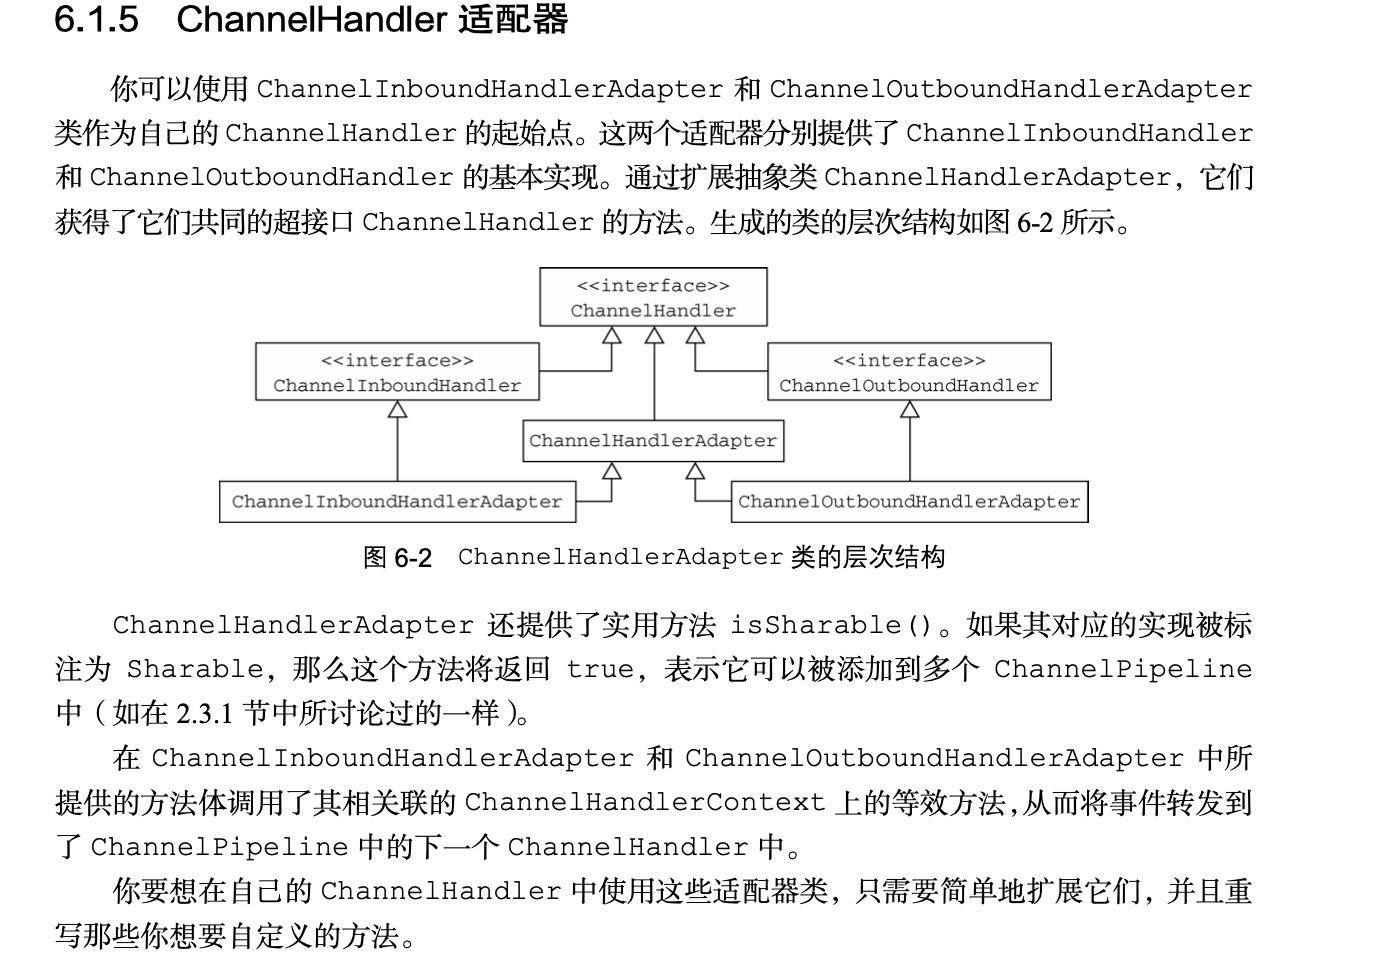 6.1.5 ChannelHandler 适配器
你可以使用 ChannelInboundHandlerAdapter 和 ChannelOutboundHandlerAdapter
类作为自己的 ChannelHandler 的起始点。这两个适配器分别提供了 ChannelInboundHandler
和 ChannelOutboundHandler 的基本实现。通过扩展抽象类 ChannelHandlerAdapter，它们
获得了它们共同的超接口 ChannelHandler 的方法。生成的类的层次结构如图 6-2 所示。
<<interface>>
ChannelHandler
<<interface>>
ChannelInboundHandler
<<interface>>
ChannelOutboundHandler
ChannelHandlerAdapter
ChannelInboundHandlerAdapter
ChannelOutboundHandlerAdapter
图 6-2 ChannelHandlerAdapter 类的层次结构
ChannelHandlerAdapter 还提供了实用方法 isSharable()。如果其对应的实现被标
注为 Sharable，那么这个方法将返回 true，表示它可以被添加到多个 ChannelPipeline
中（如在 2.3.1 节中所讨论过的一样）。
在 ChannelInboundHandlerAdapter 和 ChannelOutboundHandlerAdapter 中所
提供的方法体调用了其相关联的 ChannelHandlerContext 上的等效方法，从而将事件转发到
了 ChannelPipeline 中的下一个 ChannelHandler 中。
你要想在自己的 ChannelHandler 中使用这些适配器类，只需要简单地扩展它们，并且重
写那些你想要自定义的方法。